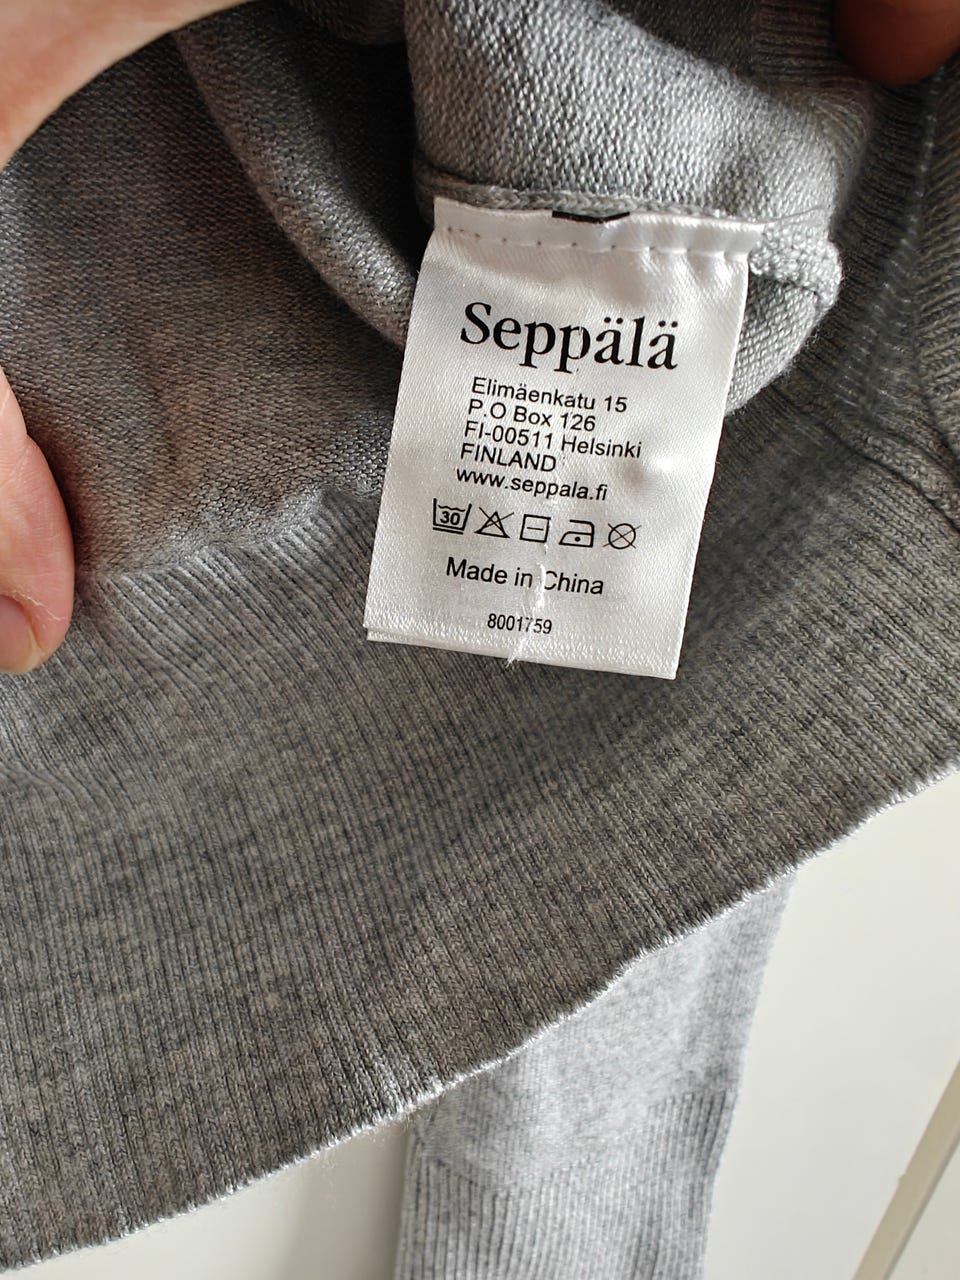 Seppälä
Elimäenkatu 15
P.O Box 126
FI-00511 Helsinki
FINLAND
www.seppala.fi
30
Made in China
8001759